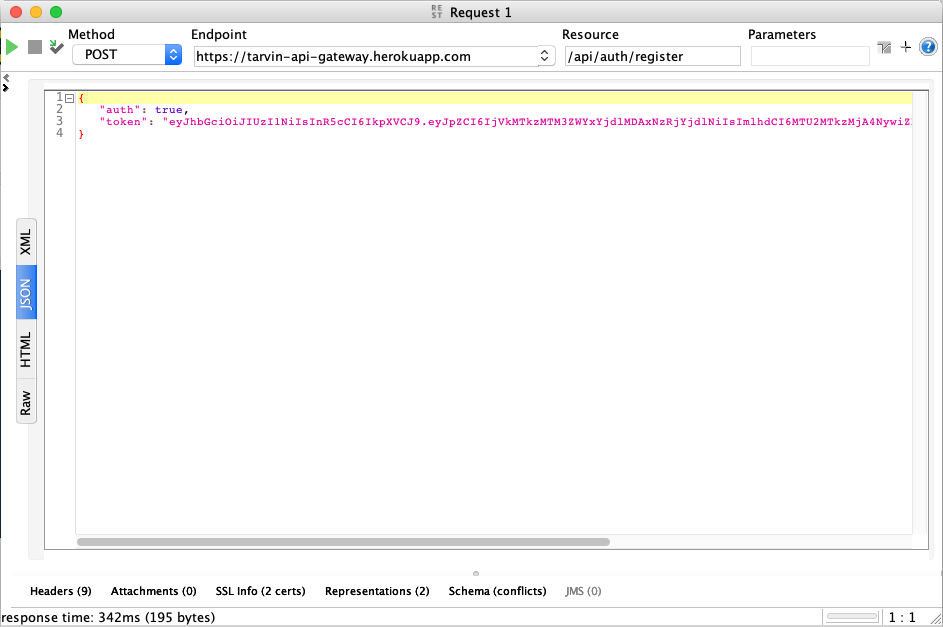 RE
ST
Request 1
Method
Endpoint
Resource
Parameters
POST
https://tarvin-api-gateway.herokuapp.com
/api/auth/register
1 {
2 "auth": true,
3 "token": "eyJhbGciOiJIUzI1NiIsInR5cCI6IkpXVCJ9.eyJpZCI6IjVkMTkzMTM3ZWYxYjdlMDAxNzRjYjdlNiIsImlhdCI6MTU2MTkzMjA4NywiZ
4 }
XML
JSON
HTML
Raw
Headers (9)
Attachments (0)
SSL Info (2 certs)
Representations (2)
Schema (conflicts)
JMS (0)
response time: 342ms (195 bytes)
1 : 1